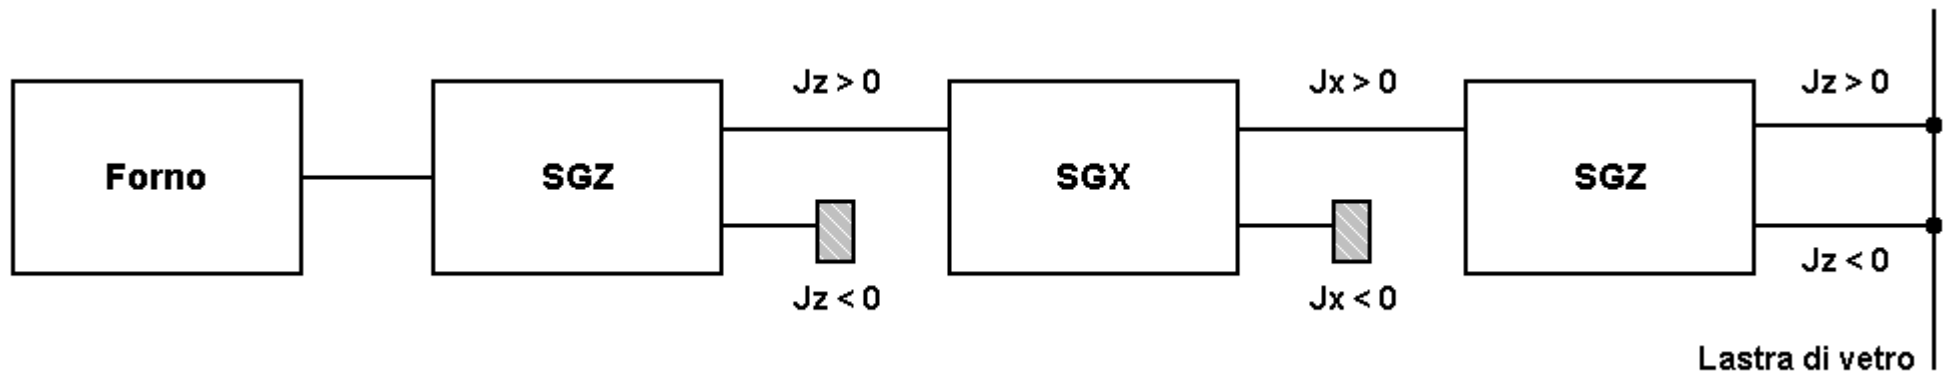 Jz > 0
Jx > 0
Jz > 0
Forno
SGZ
SGX
SGZ
Jz < 0
Jx < 0
Jz < 0
Lastra di vetro